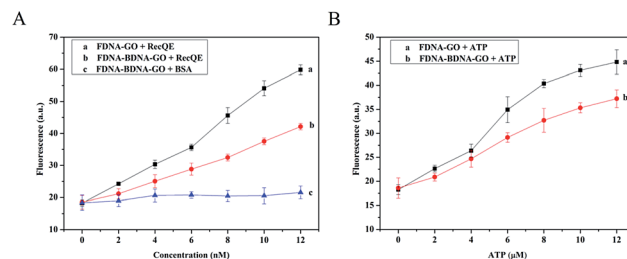 A
a FDNA-GO + RecQE
b FDNA-BDNA-GO + RecQE
c FDNA-BDNA-GO + BSA
70
60
50
40
30
20
10
Fluorescence (a.u.)
a
b
c
0 2 4 6 8 10 12
Concentration (nM)
B
a FDNA-GO + ATP
b FDNA-BDNA-GO + ATP
50
45
40
35
30
25
20
15
10
Fluorescence (a.u.)
a
b
0 2 4 6 8 10 12
ATP (μM)